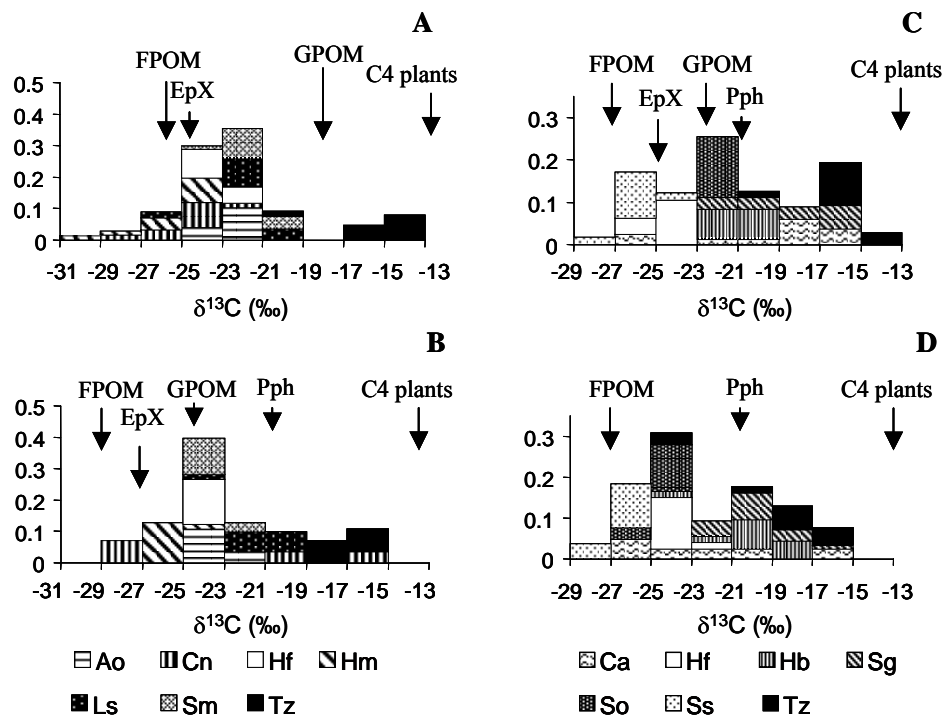 A
FPOM
EpX
GPOM
C4 plants
0.5
0.4
0.3
0.2
0.1
0
-31 -29 -27 -25 -23 -21 -19 -17 -15 -13
δ¹³C (‰)
C
FPOM
EpX
GPOM
Pph
C4 plants
0.3
0.2
0.1
0
-29 -27 -25 -23 -21 -19 -17 -15 -13
δ¹³C (‰)
B
FPOM
EpX
GPOM
Pph
C4 plants
0.5
0.4
0.3
0.2
0.1
0
-31 -29 -27 -25 -23 -21 -19 -17 -15 -13
δ¹³C (‰)
Ao Cn Hf Hm
Ls Sm Tz
D
FPOM
Pph
C4 plants
0.3
0.2
0.1
0
-29 -27 -25 -23 -21 -19 -17 -15 -13
δ¹³C (‰)
Ca Hf Hb Sg
So Ss Tz